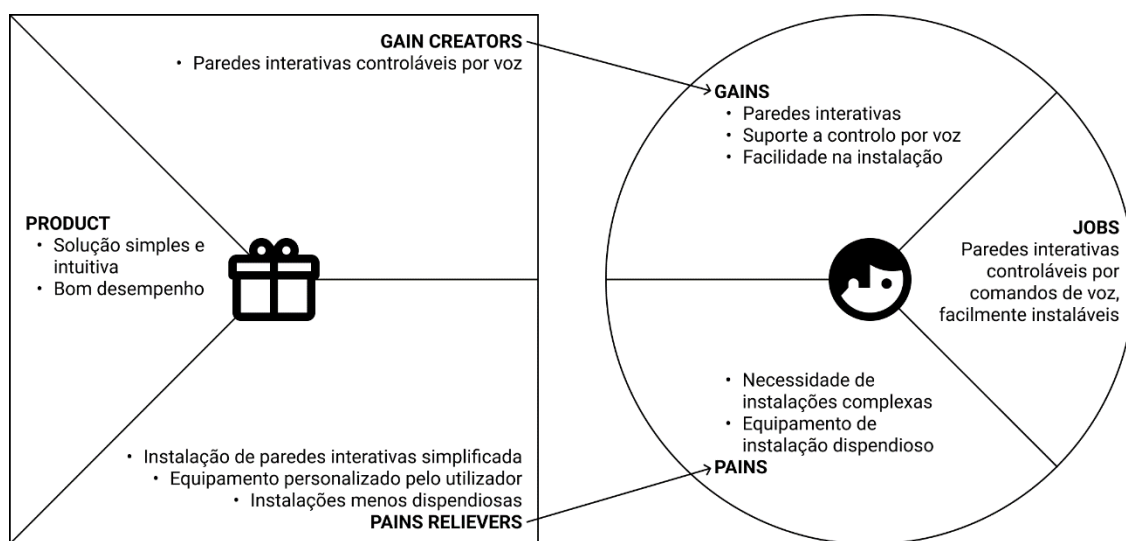 GAIN CREATORS
• Paredes interativas controláveis por voz
PRODUCT
• Solução simples e
intuitiva
• Bom desempenho
• Instalação de paredes interativas simplificada
• Equipamento personalizado pelo utilizador
• Instalações menos dispendiosas
PAINS RELIEVERS
GAINS
• Paredes interativas
• Suporte a controlo por voz
• Facilidade na instalação
JOBS
Paredes interativas
controláveis por
comandos de voz,
facilmente instaláveis
• Necessidade de
instalações complexas
• Equipamento de
instalação dispendioso
PAINS